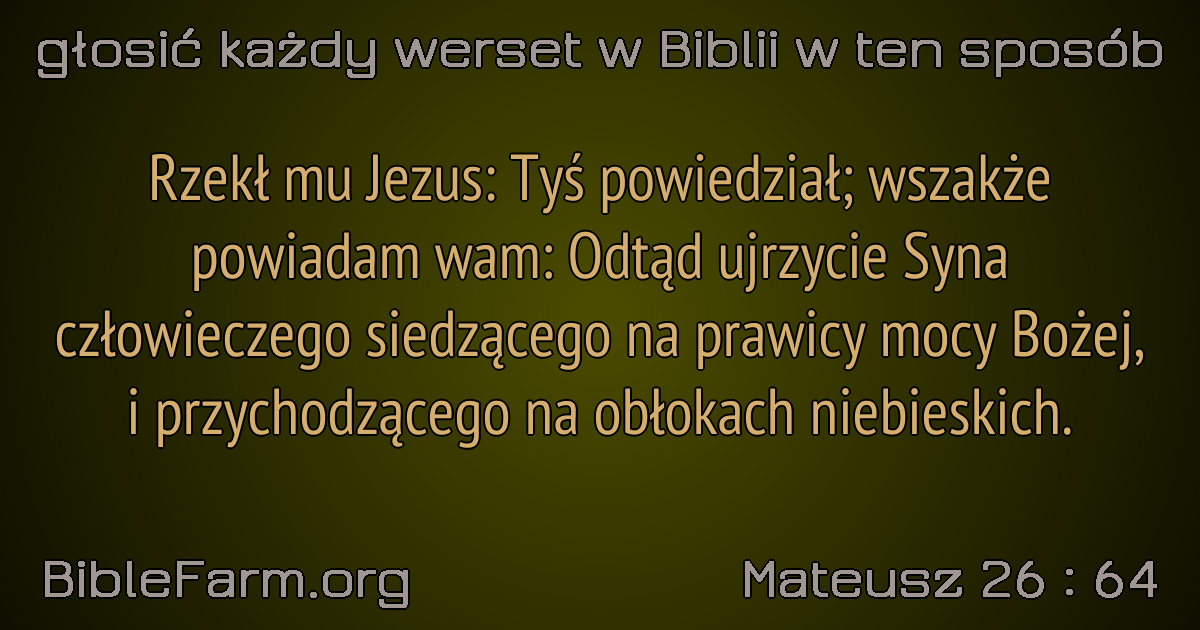 głosić każdy werset w Biblii w ten sposób
Rzekł mu Jezus: Tyś powiedział; wszakże
powiadam wam: Odtąd ujrzycie Syna
człowieczego siedzącego na prawicy mocy Bożej,
i przychodzącego na obłokach niebieskich.
BibleFarm.org
Mateusz 26 : 64